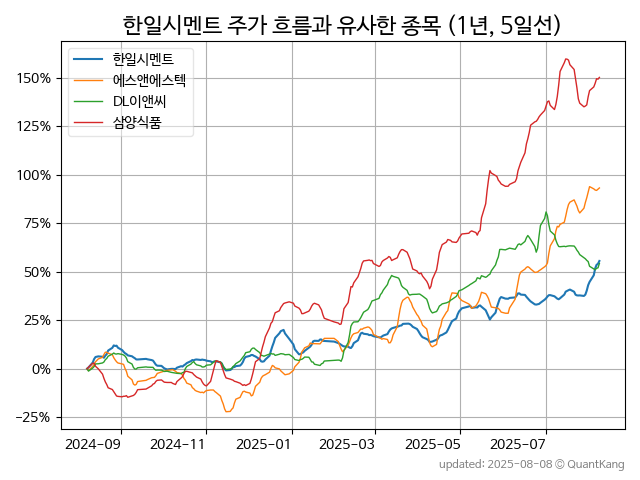 한일시멘트 주가 흐름과 유사한 종목 (1년, 5일선)
한일시멘트
에스앤에스텍
DL이앤씨
삼양식품
150%
125%
100%
75%
50%
25%
0%
−25%
2024-09 2024-11 2025-01 2025-03 2025-05 2025-07
updated: 2025-08-08 © QuantKang